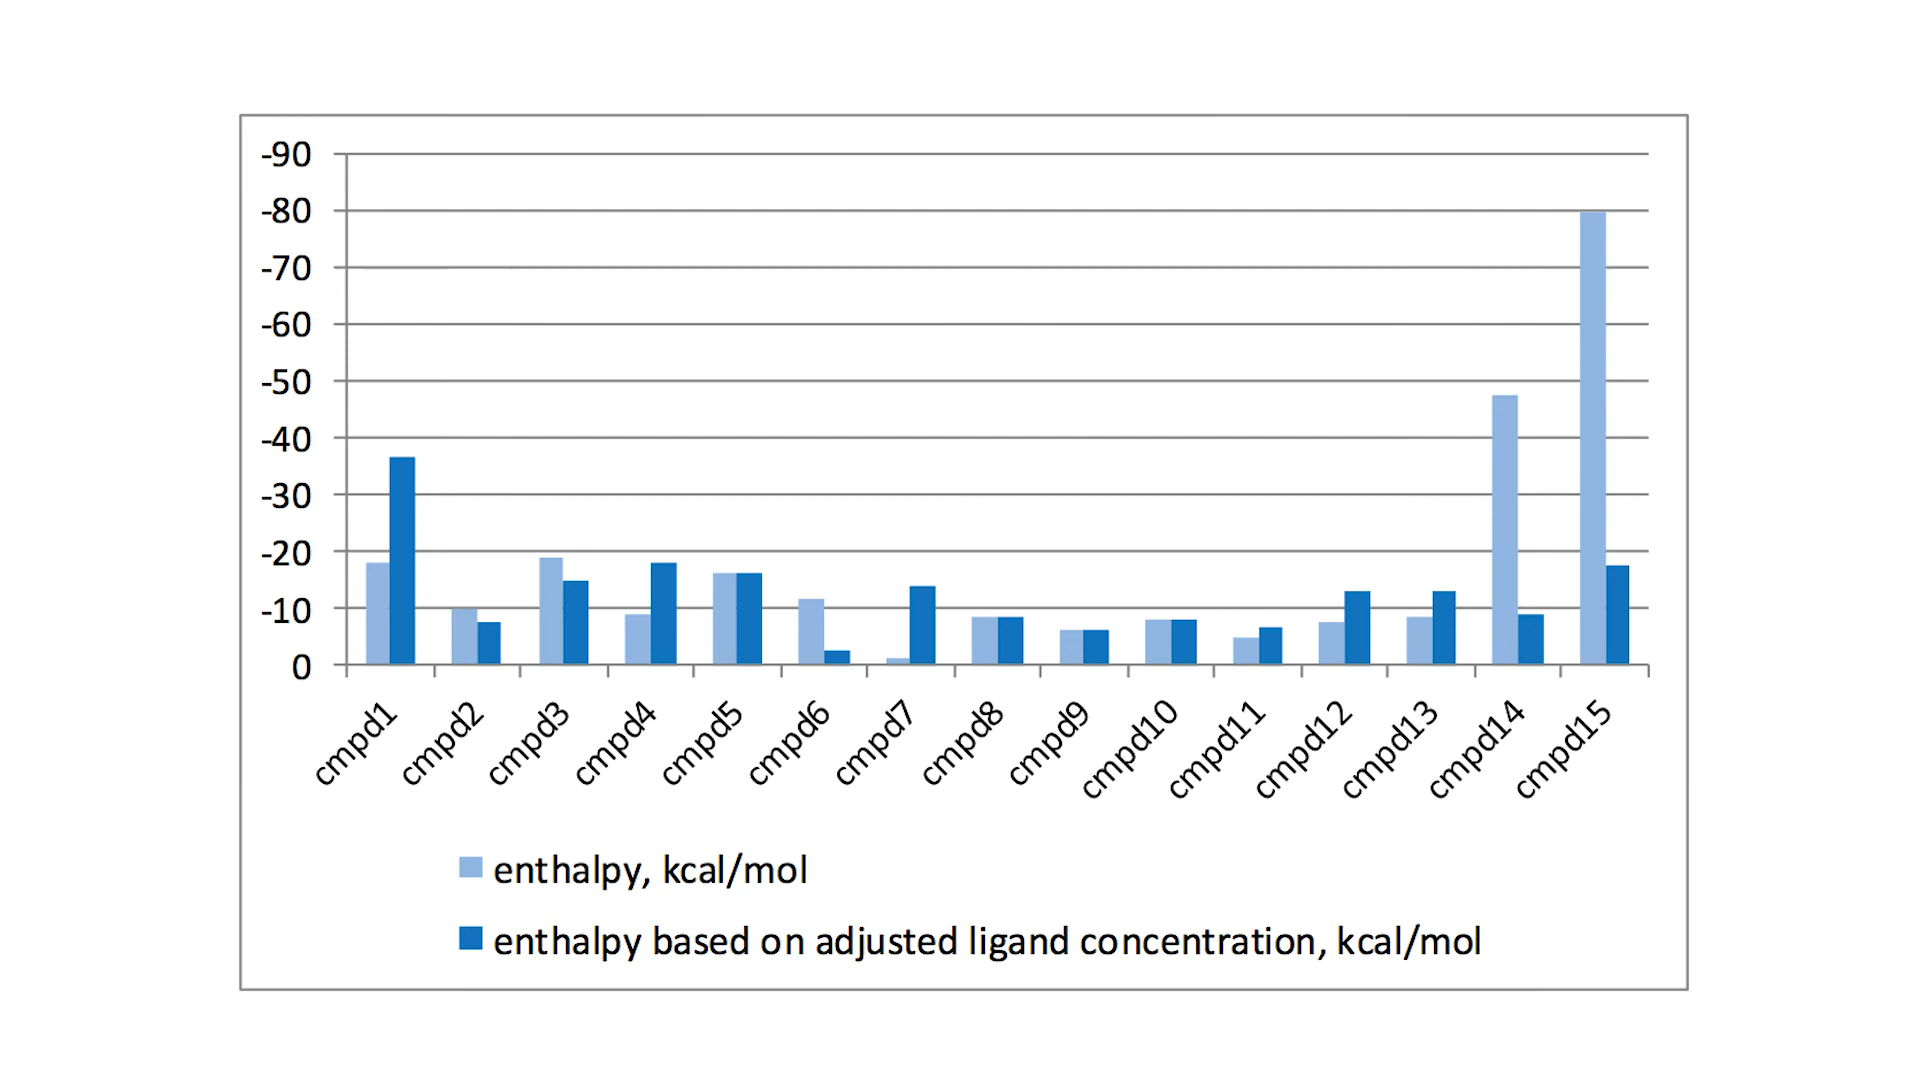 -90
-80
-70
-60
-50
-40
-30
-20
-10
0
cmpd1
cmpd2
cmpd3
cmpd4
cmpd5
cmpd6
cmpd7
cmpd8
cmpd9
cmpd10
cmpd11
cmpd12
cmpd13
cmpd14
cmpd15
enthalpy, kcal/mol
enthalpy based on adjusted ligand concentration, kcal/mol